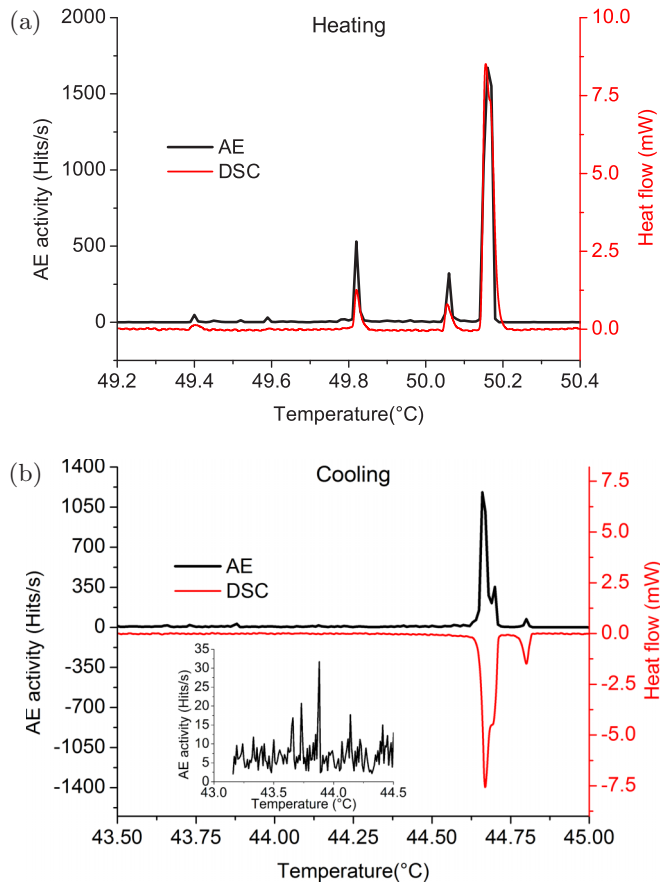 (a)
Heating
2000
1500
1000
500
0
AE activity (Hits/s)
AE
DSC
10.0
7.5
5.0
2.5
0.0
Heat flow (mW)
49.2 49.4 49.6 49.8 50.0 50.2 50.4
Temperature(°C)
(b)
Cooling
1400
1050
700
350
0
-350
-700
-1050
-1400
AE activity (Hits/s)
AE
DSC
7.5
5.0
2.5
0.0
-2.5
-5.0
-7.5
Heat flow (mW)
35
30
25
20
15
10
5
0
AE activity (Hits/s)
43.0 43.5 44.0 44.5
Temperature (°C)
43.50 43.75 44.00 44.25 44.50 44.75 45.00
Temperature(°C)